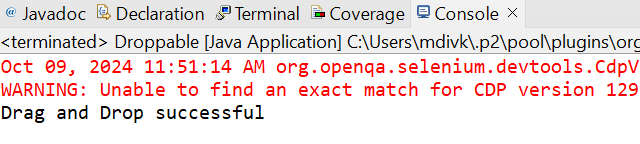 Javadoc Declaration Terminal Coverage Console
<terminated> Droppable [Java Application] C:\Users\mdivk\.p2\pool\plugins\org
Oct 09, 2024 11:51:14 AM org.openqa.selenium.devtools.CdpV
WARNING: Unable to find an exact match for CDP version 129
Drag and Drop successful